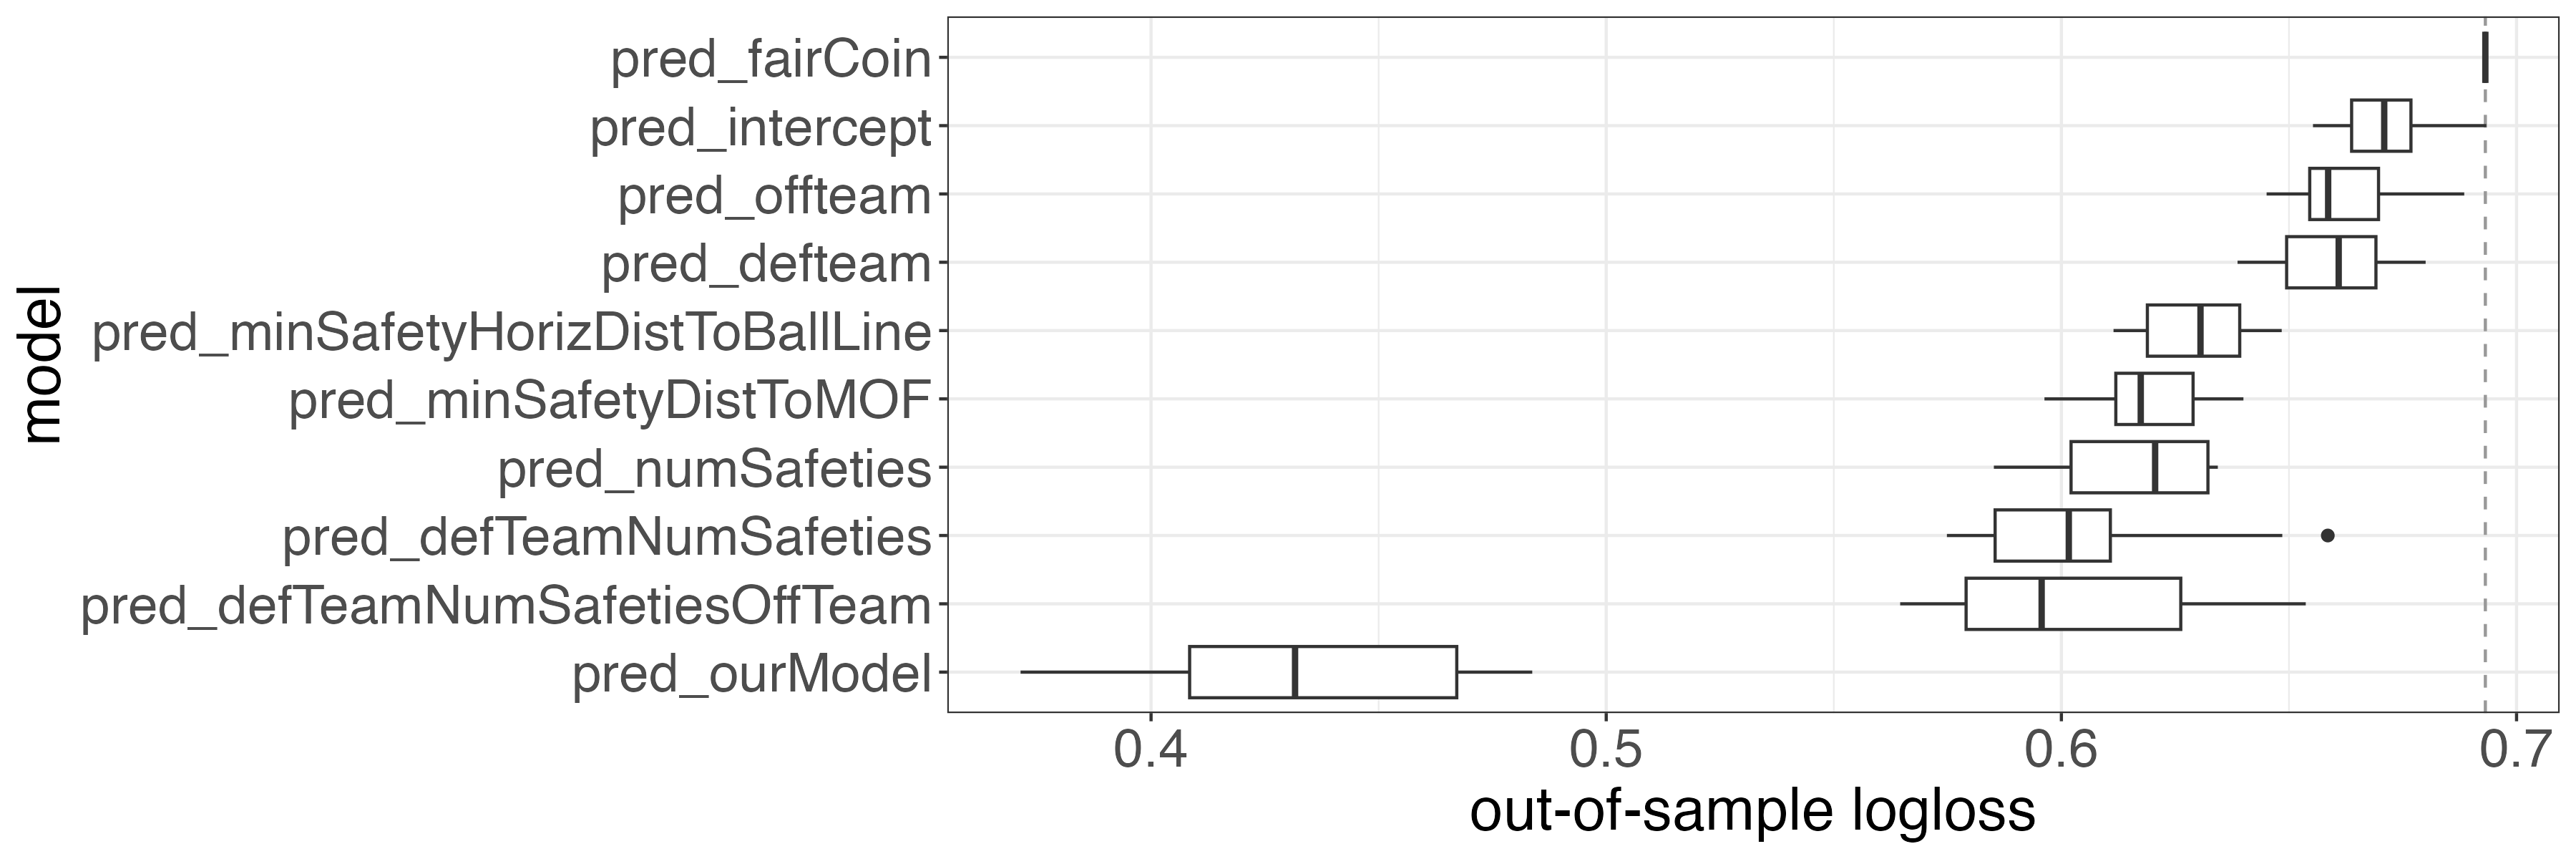 model
pred_fairCoin
pred_intercept
pred_offteam
pred_defteam
pred_minSafetyHorizDistToBallLine
pred_minSafetyDistToMOF
pred_numSafeties
pred_defTeamNumSafeties
pred_defTeamNumSafetiesOffTeam
pred_ourModel
0.4 0.5 0.6 0.7
out-of-sample logloss